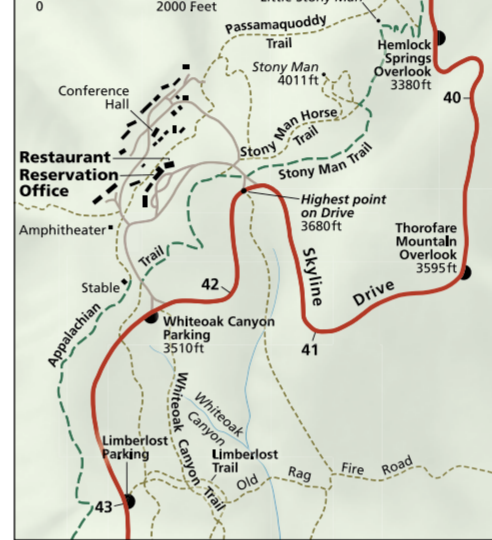 0 2000 Feet
Little Stony Man
Passamaquoddy
Trail
Hemlock
Springs
Overlook
3380ft
Stony Man
4011ft
40
Conference
Hall
Stony Man Horse
Trail
Restaurant
Reservation
Office
Stony Man Trail
Highest point
on Drive
3680ft
Amphitheater
Thorofare
Mountain
Overlook
3595ft
Trail
Skyline
Drive
Stable
42
Appalachian
Whiteoak Canyon
Parking
3510ft
41
Whiteoak
Canyon
Whiteoak Canyon Trail
Limberlost
Parking
Limberlost
Trail
Old Rag Fire Road
43